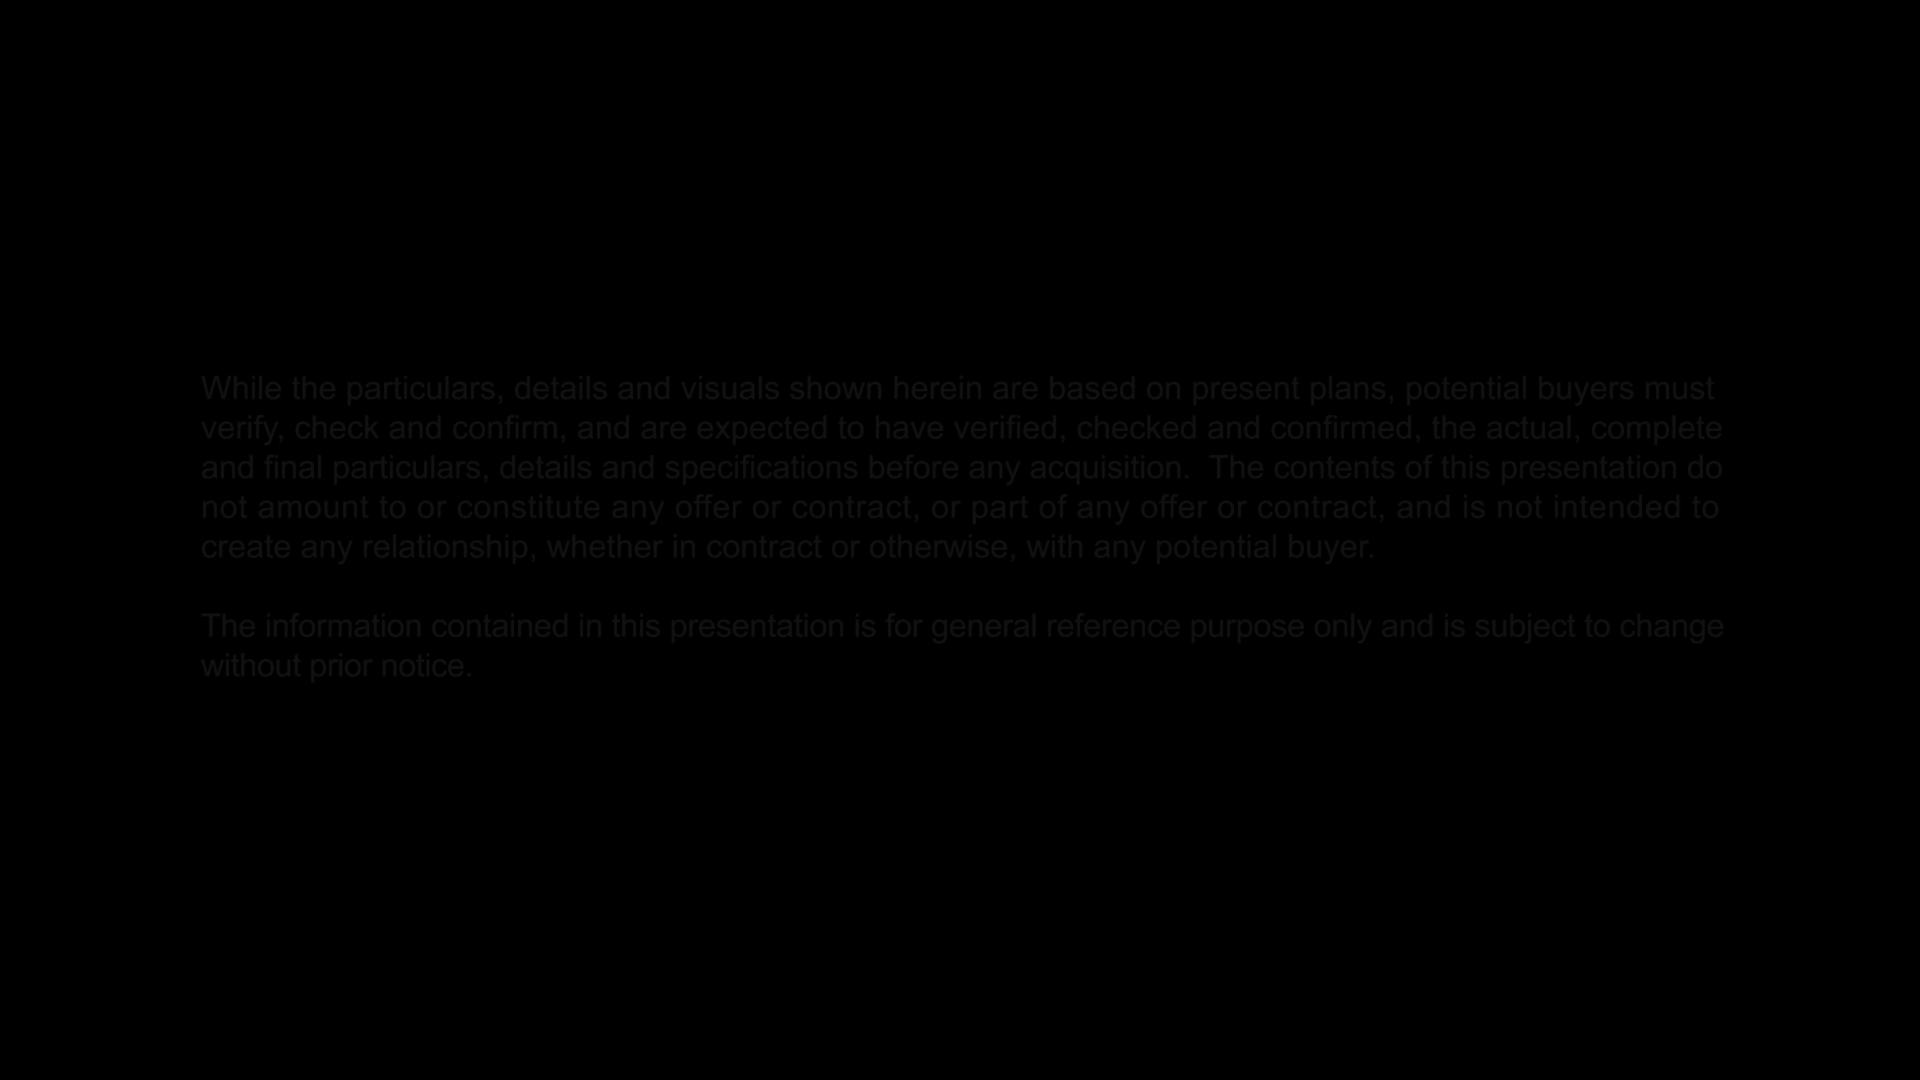 While the particulars, details and visuals shown herein are based on present plans, potential buyers must
verify, check and confirm, and are expected to have verified, checked and confirmed, the actual, complete
and final particulars, details and specifications before any acquisition.  The contents of this presentation do
not amount to or constitute any offer or contract, or part of any offer or contract, and is not intended to
create any relationship, whether in contract or otherwise, with any potential buyer.
The information contained in this presentation is for general reference purpose only and is subject to change
without prior notice.